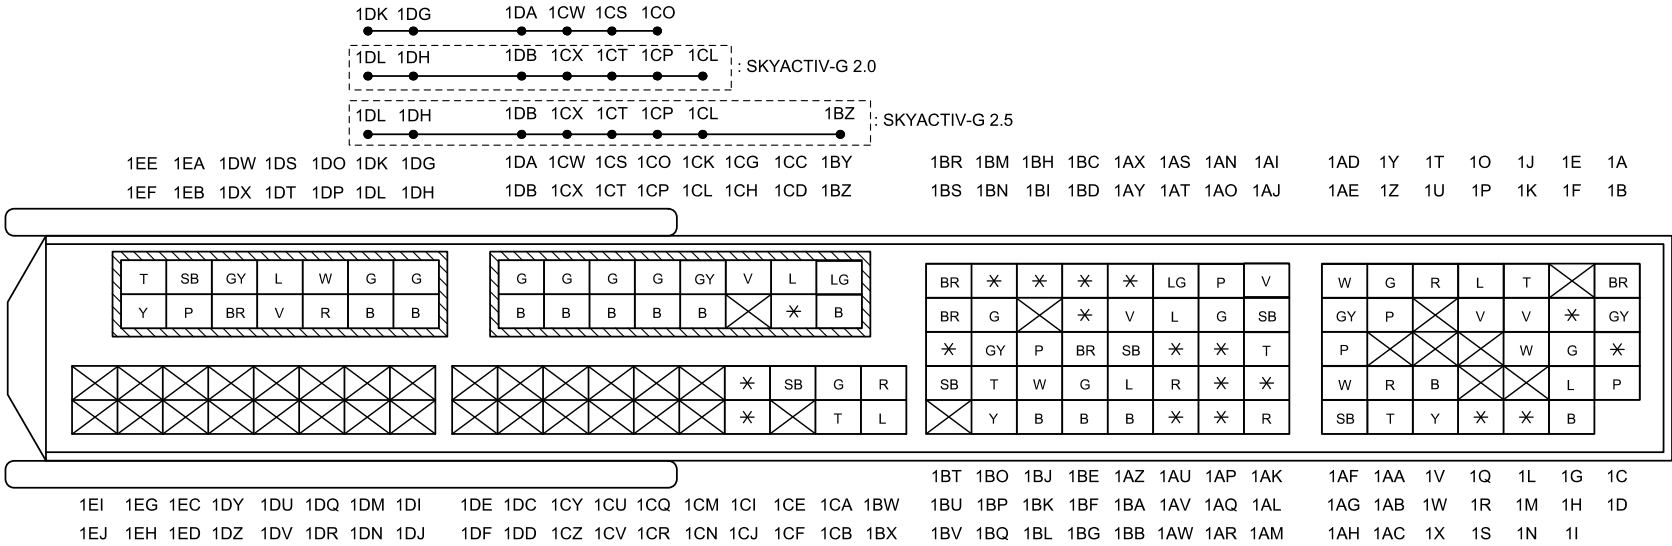 1DK 1DG 1DA 1CW 1CS 1CO
1DL 1DH 1DB 1CX 1CT 1CP 1CL
: SKYACTIV-G 2.0
1DL 1DH 1DB 1CX 1CT 1CP 1CL 1BZ
: SKYACTIV-G 2.5
1EE 1EA 1DW 1DS 1DO 1DK 1DG 1DA 1CW 1CS 1CO 1CK 1CG 1CC 1BY 1BR 1BM 1BH 1BC 1AX 1AS 1AN 1AI 1AD 1Y 1T 1O 1J 1E 1A
1EF 1EB 1DX 1DT 1DP 1DL 1DH 1DB 1CX 1CT 1CP 1CL 1CH 1CD 1BZ 1BS 1BN 1BI 1BD 1AY 1AT 1AO 1AJ 1AE 1Z 1U 1P 1K 1F 1B
T SB GY L W G G G G G G GY V L LG BR * * * * LG P V W G R L T BR
Y P BR V R B B B B B B B * B BR G * V L G SB GY P V V * GY
* GY P BR SB * * T P W G *
* SB G R SB T W G L R * * W R B L P
* T L Y B B B * * R SB T Y * * B
1BT 1BO 1BJ 1BE 1AZ 1AU 1AP 1AK 1AF 1AA 1V 1Q 1L 1G 1C
1EI 1EG 1EC 1DY 1DU 1DQ 1DM 1DI 1DE 1DC 1CY 1CU 1CQ 1CM 1CI 1CE 1CA 1BW 1BU 1BP 1BK 1BF 1BA 1AV 1AQ 1AL 1AG 1AB 1W 1R 1M 1H 1D
1EJ 1EH 1ED 1DZ 1DV 1DR 1DN 1DJ 1DF 1DD 1CZ 1CV 1CR 1CN 1CJ 1CF 1CB 1BX 1BV 1BQ 1BL 1BG 1BB 1AW 1AR 1AM 1AH 1AC 1X 1S 1N 1I